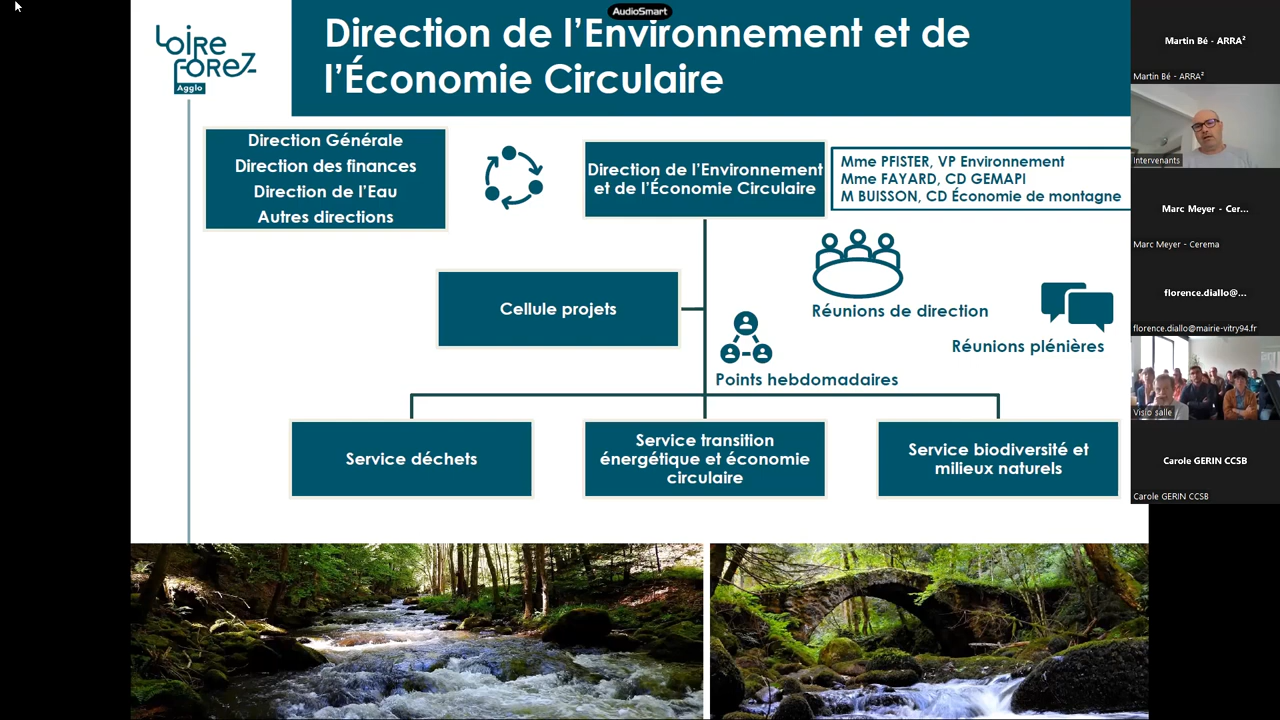 AudioSmart
Loire
Forez
Agglo
Direction de l’Environnement et de
l’Économie Circulaire
Direction Générale
Direction des finances
Direction de l’Eau
Autres directions
Direction de l’Environnement
et de l’Économie Circulaire
Mme PFISTER, VP Environnement
Mme FAYARD, CD GEMAPI
M BUISSON, CD Économie de montagne
Cellule projets
Réunions de direction
Réunions plénières
Points hebdomadaires
Service déchets
Service transition
énergétique et économie
circulaire
Service biodiversité et
milieux naturels
Martin Bé - ARRA²
Martin Bé - ARRA²
Intervenants
Marc Meyer - Cer...
Marc Meyer - Cerema
florence.diallo@...
florence.diallo@mairie-vitry94.fr
Visio salle
Carole GERIN CCSB
Carole GERIN CCSB